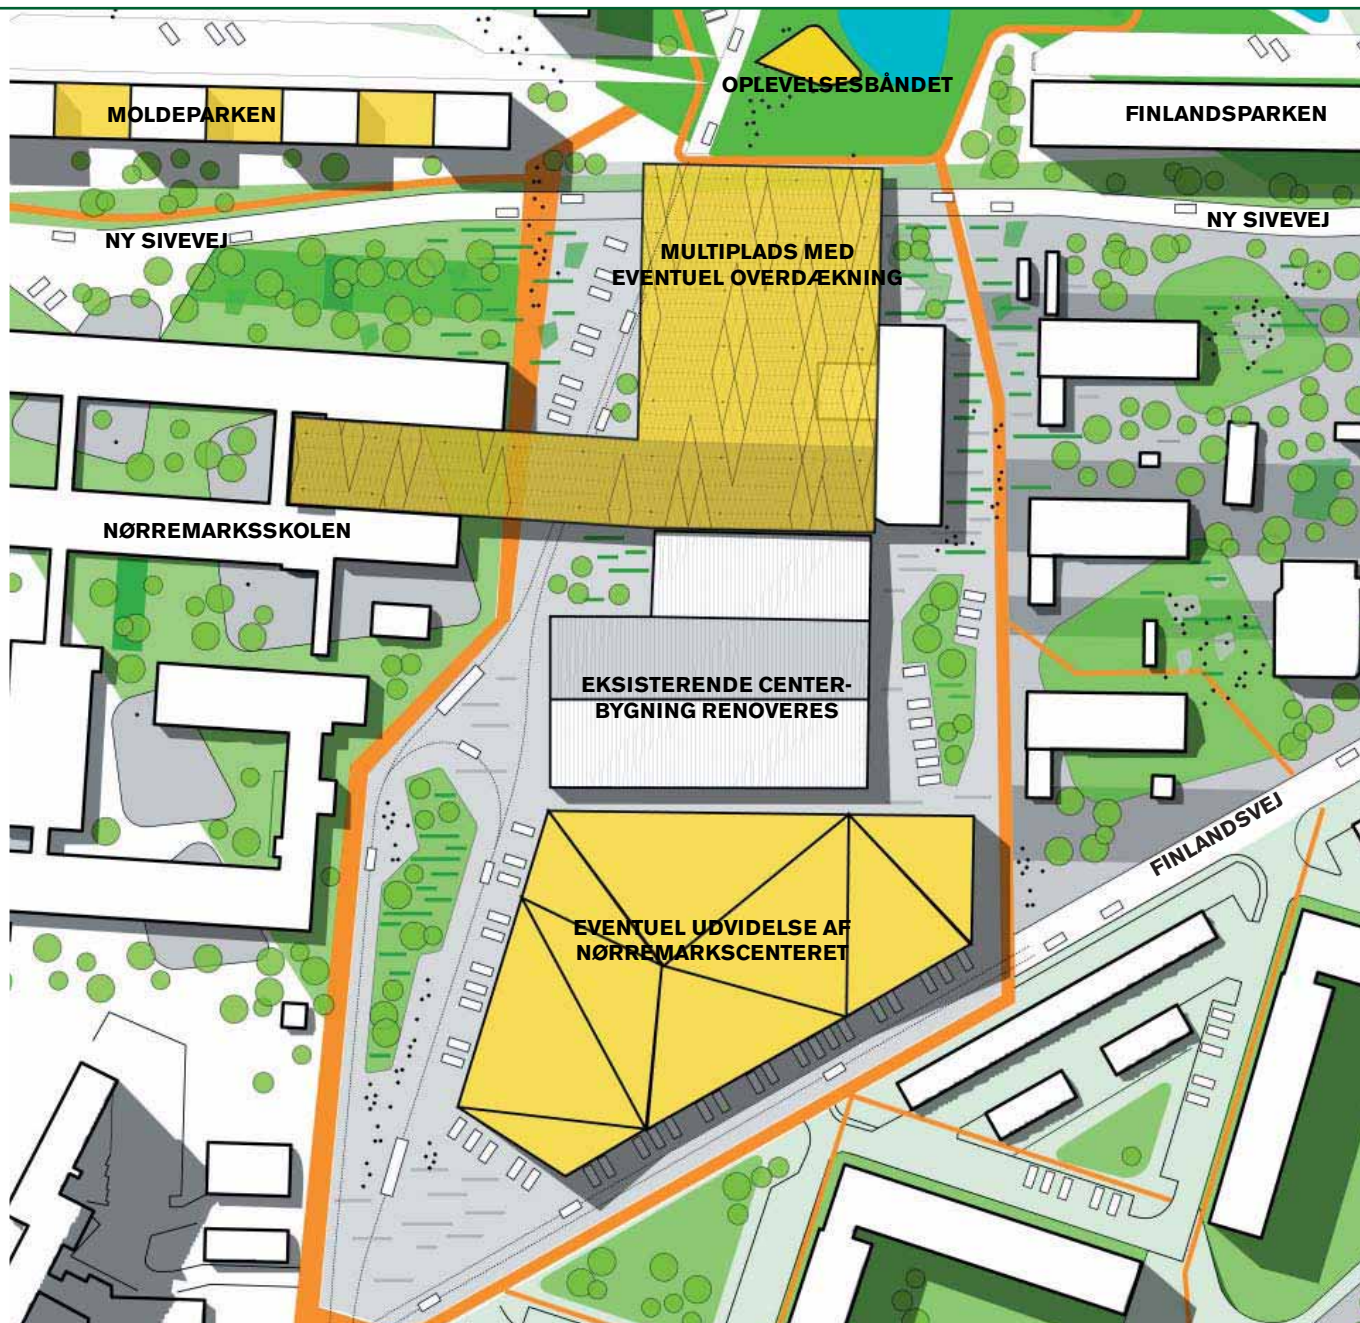 OPLEVELSESBÅNDET
MOLDEPARKEN
FINLANDSPARKEN
NY SIVEVEJ
NY SIVEVEJ
MULTIPLADS MED
EVENTUEL OVERDÆKNING
NØRREMARKSSKOLEN
EKSISTERENDE CENTER-
BYGNING RENOVERES
FINLANDSVEJ
EVENTUEL UDVIDELSE AF
NØRREMARKSCENTERET